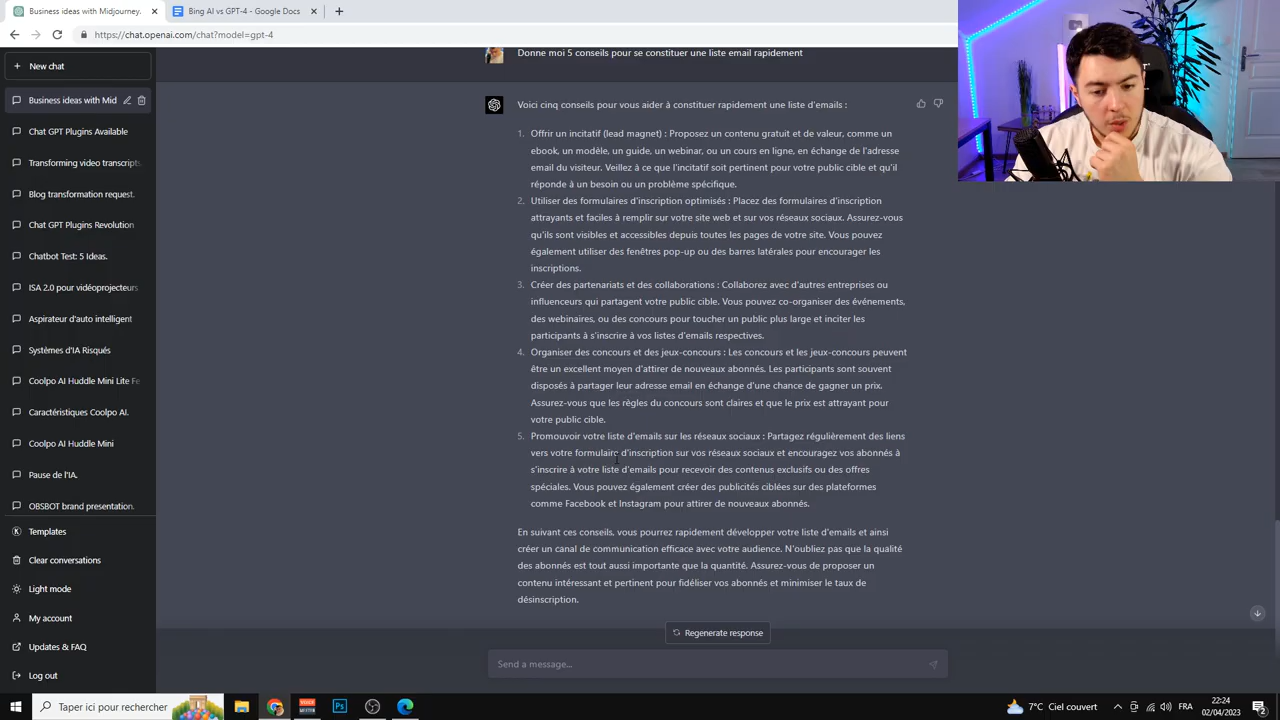 Business ideas with Midjourney
Bing AI vs GPT-4 - Google Docs
https://chat.openai.com/chat?model=gpt-4
New chat
Business ideas with Mid
Chat GPT Plugins Available.
Transforming video transcripts
Blog transformation request.
Chat GPT Plugins Revolution
Chatbot Test: 5 Ideas.
ISA 2.0 pour vidéoprojecteurs
Aspirateur d'auto intelligent
Systèmes d'IA Risqués
Coolpo AI Huddle Mini Lite Fe
Caractéristiques Coolpo AI.
Coolpo AI Huddle Mini
Pause de l'IA.
OBSBOT brand presentation.
Templates
Clear conversations
Light mode
My account
Updates & FAQ
Log out
Donne moi 5 conseils pour se constituer une liste email rapidement
Voici cinq conseils pour vous aider à constituer rapidement une liste d'emails :
1. Offrir un incitatif (lead magnet) : Proposez un contenu gratuit et de valeur, comme un
ebook, un modèle, un guide, un webinar, ou un cours en ligne, en échange de l'adresse
email du visiteur. Veillez à ce que l'incitatif soit pertinent pour votre public cible et qu'il
réponde à un besoin ou un problème spécifique.
2. Utiliser des formulaires d'inscription optimisés : Placez des formulaires d'inscription
attrayants et faciles à remplir sur votre site web et sur vos réseaux sociaux. Assurez-vous
qu'ils sont visibles et accessibles depuis toutes les pages de votre site. Vous pouvez
également utiliser des fenêtres pop-up ou des barres latérales pour encourager les
inscriptions.
3. Créer des partenariats et des collaborations : Collaborez avec d'autres entreprises ou
influenceurs qui partagent votre public cible. Vous pouvez co-organiser des événements,
des webinaires, ou des concours pour toucher un public plus large et inciter les
participants à s'inscrire à vos listes d'emails respectives.
4. Organiser des concours et des jeux-concours : Les concours et les jeux-concours peuvent
être un excellent moyen d'attirer de nouveaux abonnés. Les participants sont souvent
disposés à partager leur adresse email en échange d'une chance de gagner un prix.
Assurez-vous que les règles du concours sont claires et que le prix est attrayant pour
votre public cible.
5. Promouvoir votre liste d'emails sur les réseaux sociaux : Partagez régulièrement des liens
vers votre formulaire d'inscription sur vos réseaux sociaux et encouragez vos abonnés à
s'inscrire à votre liste d'emails pour recevoir des contenus exclusifs ou des offres
spéciales. Vous pouvez également créer des publicités ciblées sur des plateformes
comme Facebook et Instagram pour attirer de nouveaux abonnés.
En suivant ces conseils, vous pourrez rapidement développer votre liste d'emails et ainsi
créer un canal de communication efficace avec votre audience. N'oubliez pas que la qualité
des abonnés est tout aussi importante que la quantité. Assurez-vous de proposer un
contenu intéressant et pertinent pour fidéliser vos abonnés et minimiser le taux de
désinscription.
Regenerate response
Send a message...
Taper ici pour rechercher
Ps
7°C Ciel couvert
FRA
22:24
02/04/2023
2